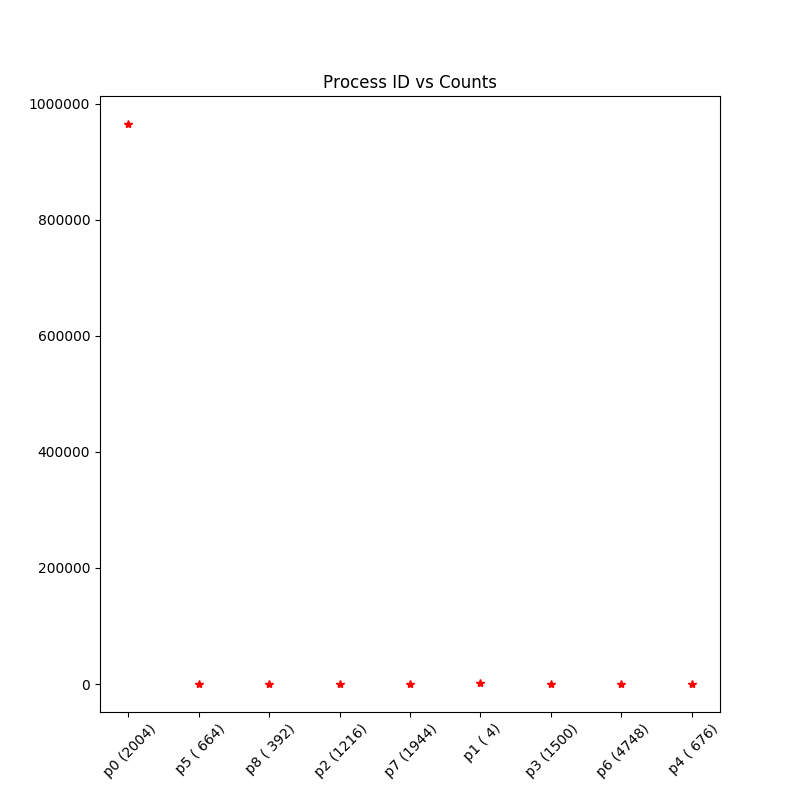 Process ID vs Counts
1000000
800000
600000
400000
200000
0
p0 (2004)
p5 ( 664)
p8 ( 392)
p2 (1216)
p7 (1944)
p1 ( 4)
p3 (1500)
p6 (4748)
p4 ( 676)